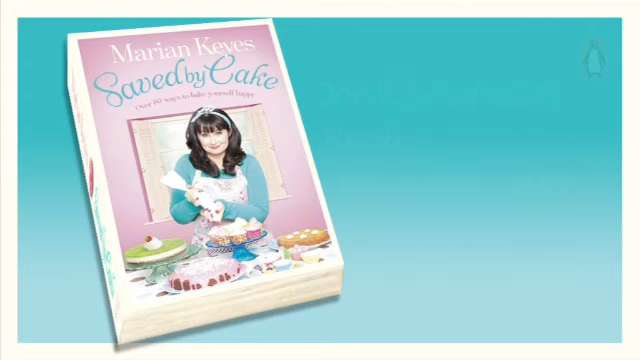 Marian Keyes
Saved by Cake
Over 80 ways to bake yourself happy